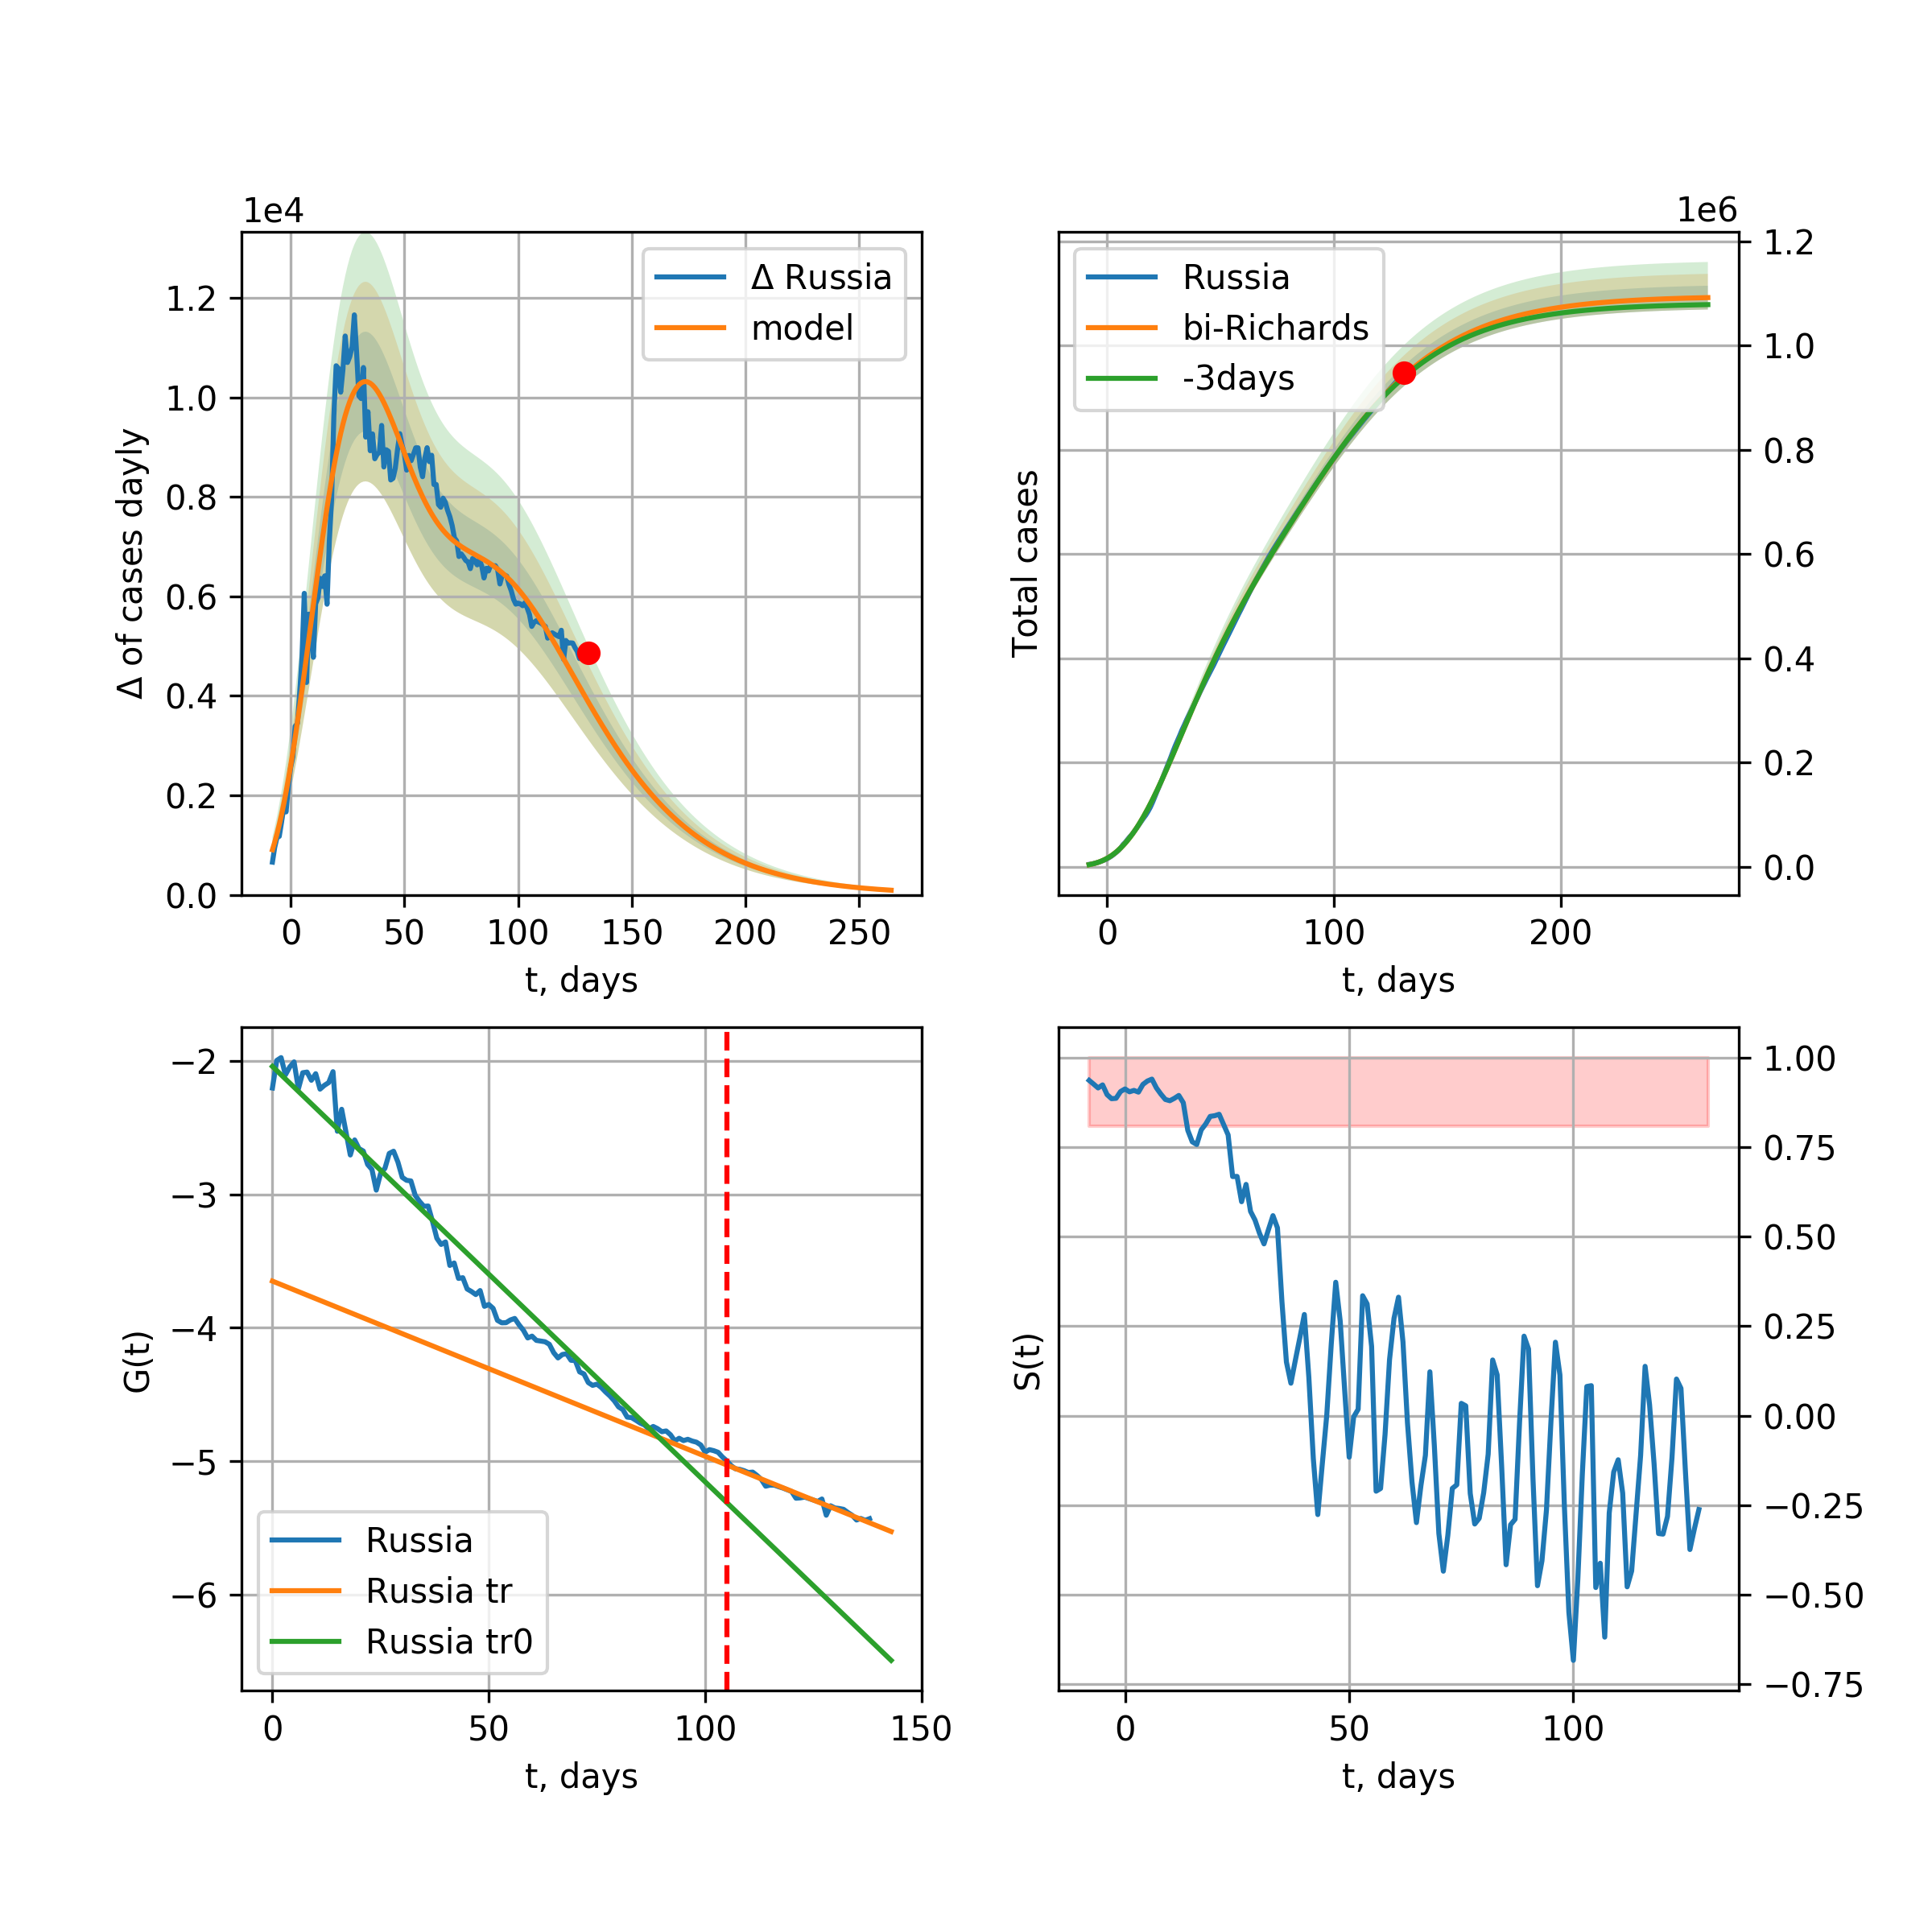 1e4
Δ of cases dayly
1.2
1.0
0.8
0.6
0.4
0.2
0.0
Δ Russia
model
0 50 100 150 200 250
t, days
1e6
Total cases
Russia
bi-Richards
-3days
1.2
1.0
0.8
0.6
0.4
0.2
0.0
0 100 200
t, days
G(t)
−2
−3
−4
−5
−6
Russia
Russia tr
Russia tr0
0 50 100 150
t, days
S(t)
1.00
0.75
0.50
0.25
0.00
−0.25
−0.50
−0.75
0 50 100
t, days